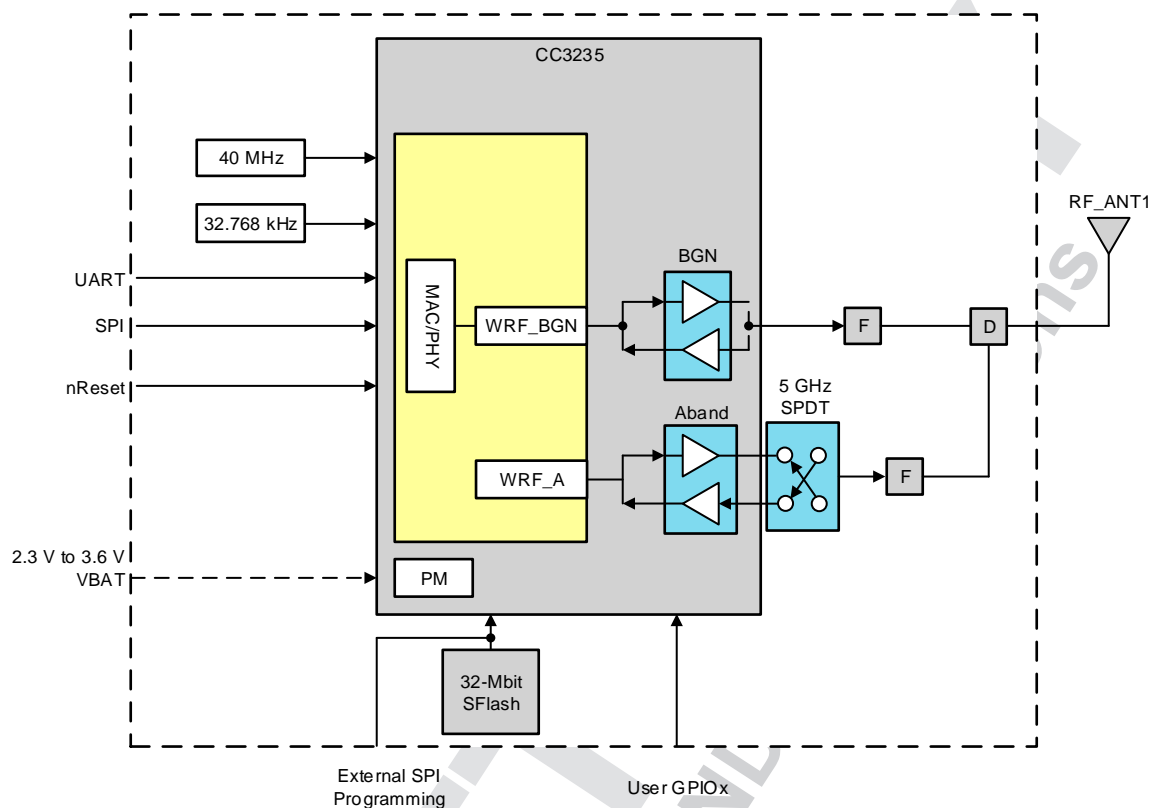 CC3235
40 MHz
32.768 kHz
RF_ANT1
UART
SPI
nReset
MAC/PHY
WRF_BGN
BGN
F
D
5 GHz
SPDT
Aband
WRF_A
F
2.3 V to 3.6 V
VBAT
PM
32-Mbit
SFlash
External SPI
Programming
User GPIOx